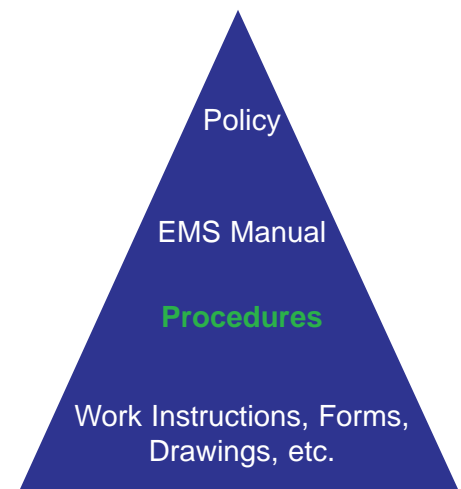 Policy
EMS Manual
Procedures
Work Instructions, Forms,
Drawings, etc.